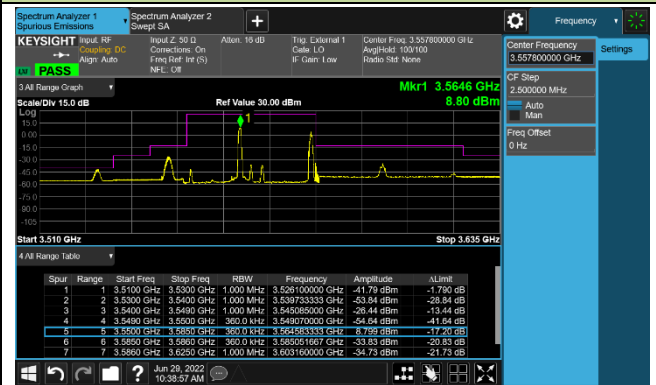 Spectrum Analyzer 1
Spurious Emissions
Spectrum Analyzer 2
Swept SA
Frequency
KEYSIGHT
Input: RF
Coupling: DC
Align: Auto
Input Z: 50 Ω
Corrections: On
Freq Ref: Int (S)
NFE: Off
Atten: 16 dB
Trig: External 1
Gate: LO
IF Gain: Low
Center Freq: 3.557800000 GHz
Avg|Hold: 100/100
Radio Std: None
PASS
Center Frequency
3.557800000 GHz
Settings
CF Step
2.500000 MHz
Auto
Man
Freq Offset
0 Hz
3 All Range Graph
Mkr1 3.5646 GHz
8.80 dBm
Scale/Div 15.0 dB
Ref Value 30.00 dBm
Log
15.0
0.00
-15.0
-30.0
-45.0
-60.0
-75.0
-90.0
-105
1
Start 3.510 GHz
Stop 3.635 GHz
4 All Range Table
Spur Range Start Freq Stop Freq RBW Frequency Amplitude ΔLimit
1 1 3.5100 GHz 3.5300 GHz 1.000 MHz 3.526100000 GHz -41.79 dBm -1.790 dB
2 2 3.5300 GHz 3.5400 GHz 1.000 MHz 3.539733333 GHz -53.84 dBm -28.84 dB
3 3 3.5400 GHz 3.5490 GHz 1.000 MHz 3.545085000 GHz -26.44 dBm -13.44 dB
4 4 3.5490 GHz 3.5500 GHz 360.0 kHz 3.549070000 GHz -54.64 dBm -41.64 dB
5 5 3.5500 GHz 3.5850 GHz 360.0 kHz 3.564583333 GHz 8.799 dBm -17.20 dB
6 6 3.5850 GHz 3.5860 GHz 360.0 kHz 3.585051667 GHz -33.83 dBm -20.83 dB
7 7 3.5860 GHz 3.6250 GHz 1.000 MHz 3.603160000 GHz -34.73 dBm -21.73 dB
Jun 29, 2022
10:38:57 AM